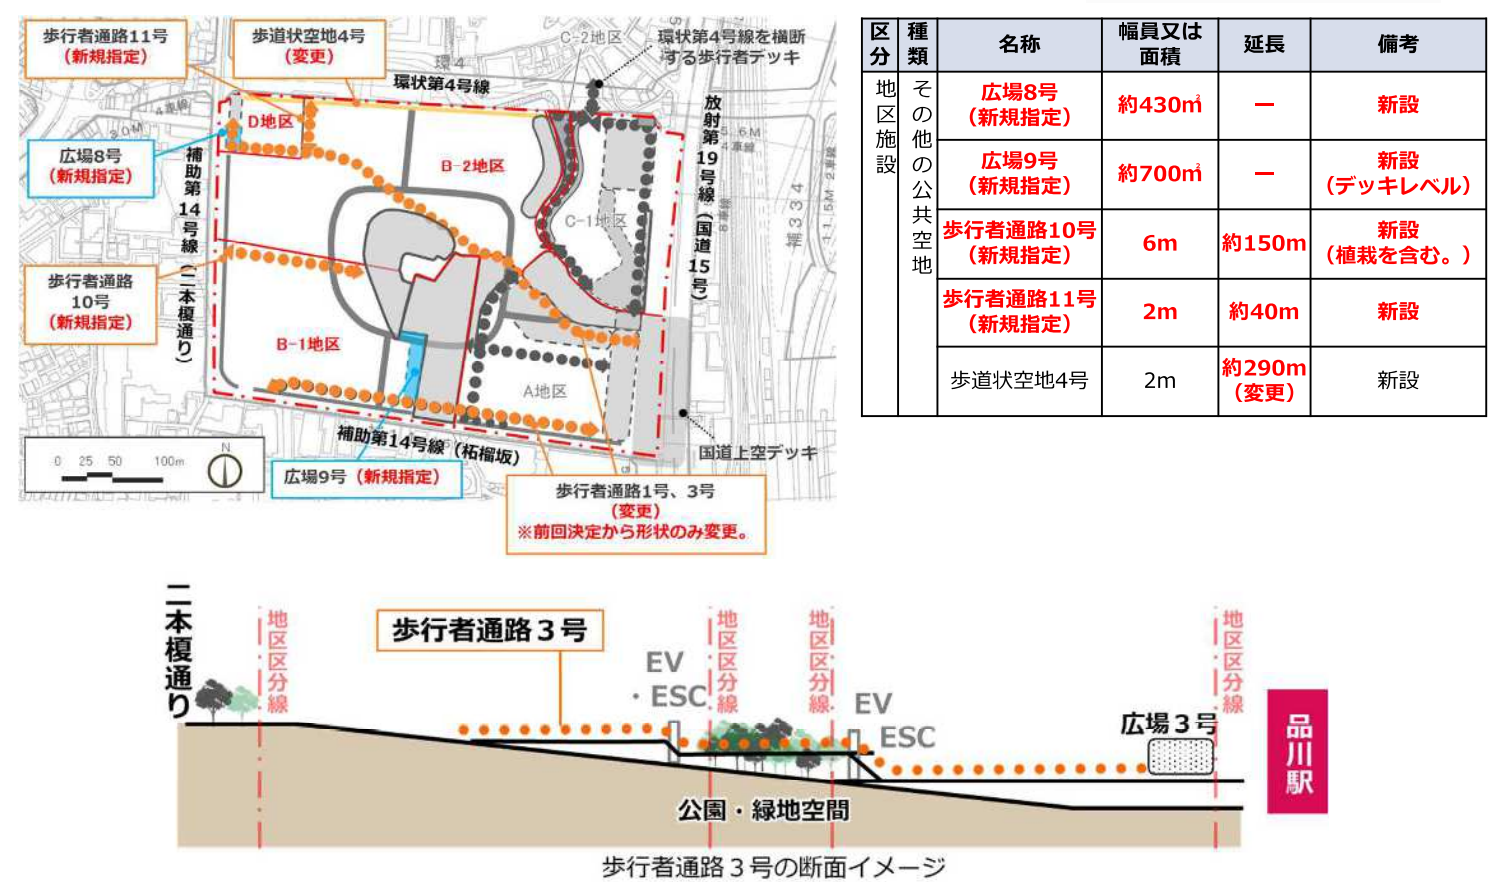 歩行者通路11号
（新規指定）
歩道状空地4号
（変更）
C-2地区
環状第4号線を横断
する歩行者デッキ
環4
環状第4号線
4車線
30M
D地区
広場8号
（新規指定）
補助第14号線（二本榎通り）
B-2地区
C-1地区
放射第19号線（国道15号）
補334
歩行者通路
10号
（新規指定）
B-1地区
A地区
補助第14号線（柘榴坂）
国道上空デッキ
0 25 50 100m
N
広場9号（新規指定）
歩行者通路1号、3号
（変更）
※前回決定から形状のみ変更。
区分 種類 名称 幅員又は面積 延長 備考
地区施設 その他の公共空地
広場8号（新規指定） 約430㎡ ― 新設
広場9号（新規指定） 約700㎡ ― 新設（デッキレベル）
歩行者通路10号（新規指定） 6m 約150m 新設（植栽を含む。）
歩行者通路11号（新規指定） 2m 約40m 新設
歩道状空地4号 2m 約290m（変更） 新設
二本榎通り
地区区分線
歩行者通路３号
EV
・ESC
地区区分線
地区区分線
EV
ESC
広場３号
地区区分線
品川駅
公園・緑地空間
歩行者通路３号の断面イメージ